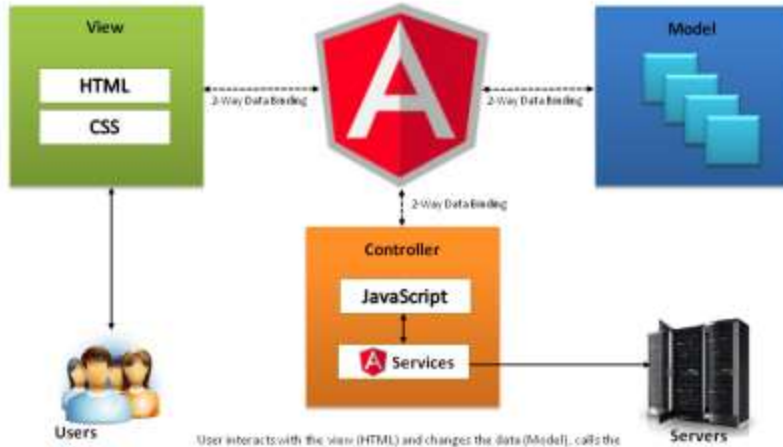 View
HTML
CSS
2-Way Data Binding
A
2-Way Data Binding
Model
2-Way Data Binding
Controller
JavaScript
A Services
Users
Servers
User interacts with the view (HTML) and changes the data (Model), calls the